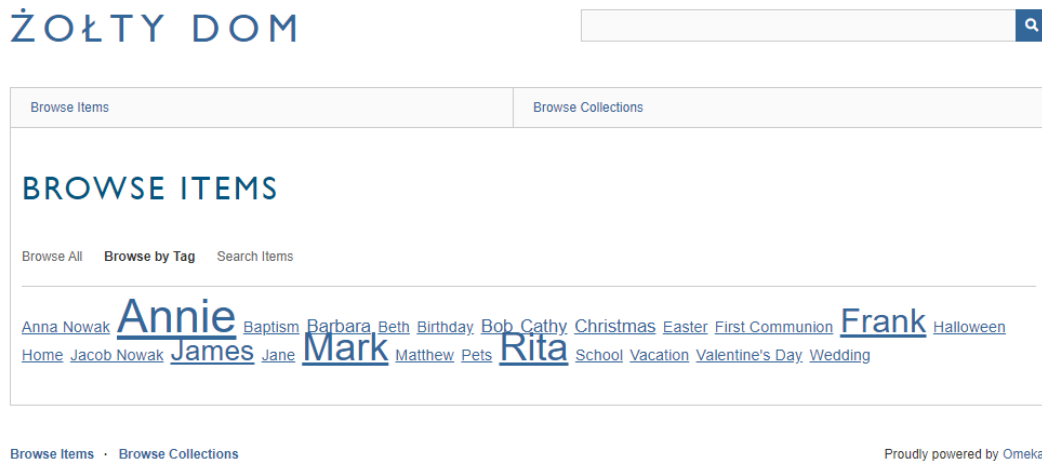 ŻOŁTY DOM
Browse Items Browse Collections
BROWSE ITEMS
Browse All Browse by Tag Search Items
Anna Nowak Annie Baptism Barbara Beth Birthday Bob Cathy Christmas Easter First Communion Frank Halloween
Home Jacob Nowak James Jane Mark Matthew Pets Rita School Vacation Valentine's Day Wedding
Browse Items · Browse Collections Proudly powered by Omeka